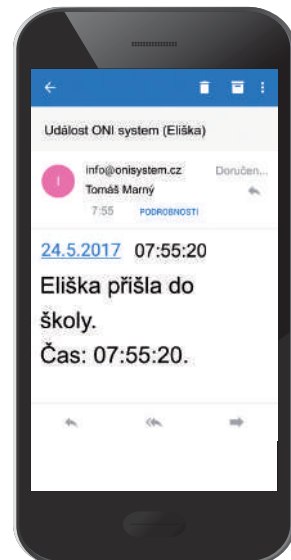 Událost ONI system (Eliška)
I
info@onisystem.cz Doručen...
Tomáš Marný
7:55 PODROBNOSTI
24.5.2017 07:55:20
Eliška přišla do
školy.
Čas: 07:55:20.